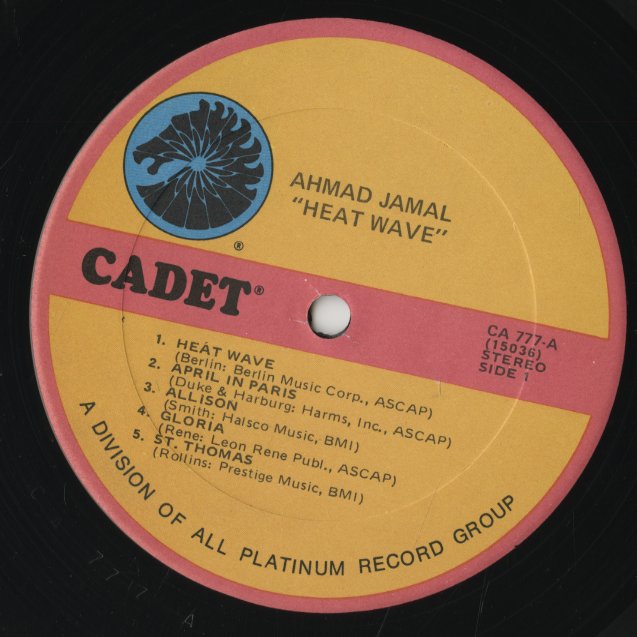 AHMAD JAMAL
"HEAT WAVE"
®
CADET®
CA 777-A
(15036)
STEREO
SIDE 1
1. HEAT WAVE
(Berlin: Berlin Music Corp., ASCAP)
2. APRIL IN PARIS
(Duke & Harburg: Harms, Inc., ASCAP)
3. ALLISON
(Smith: Halsco Music, BMI)
4. GLORIA
(Rene: Leon Rene Publ., ASCAP)
5. ST. THOMAS
(Rollins: Prestige Music, BMI)
A DIVISION OF ALL PLATINUM RECORD GROUP